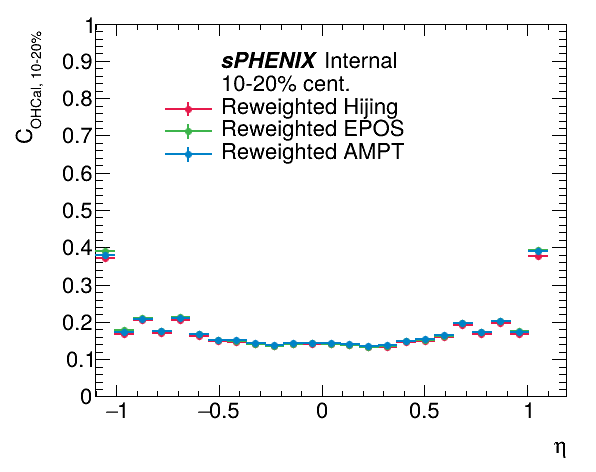 C_OHCal, 10-20%
1
0.9
0.8
0.7
0.6
0.5
0.4
0.3
0.2
0.1
0
sPHENIX Internal
10-20% cent.
Reweighted Hijing
Reweighted EPOS
Reweighted AMPT
−1 −0.5 0 0.5 1
η